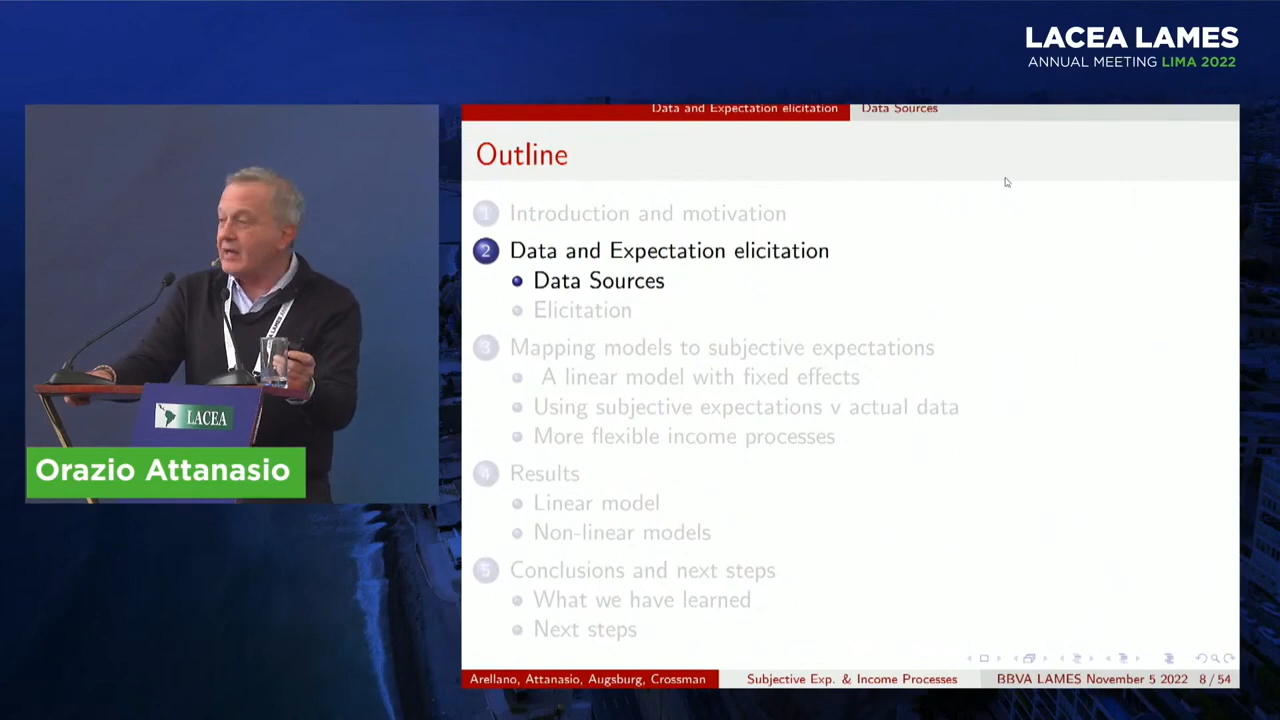 LACEA LAMES
ANNUAL MEETING LIMA 2022
Data and Expectation elicitation Data Sources
Outline
1 Introduction and motivation
2 Data and Expectation elicitation
Data Sources
Elicitation
3 Mapping models to subjective expectations
A linear model with fixed effects
Using subjective expectations v actual data
More flexible income processes
4 Results
Linear model
Non-linear models
5 Conclusions and next steps
What we have learned
Next steps
Arellano, Attanasio, Augsburg, Crossman Subjective Exp. & Income Processes BBVA LAMES November 5 2022 8 / 54
LACEA
Orazio Attanasio